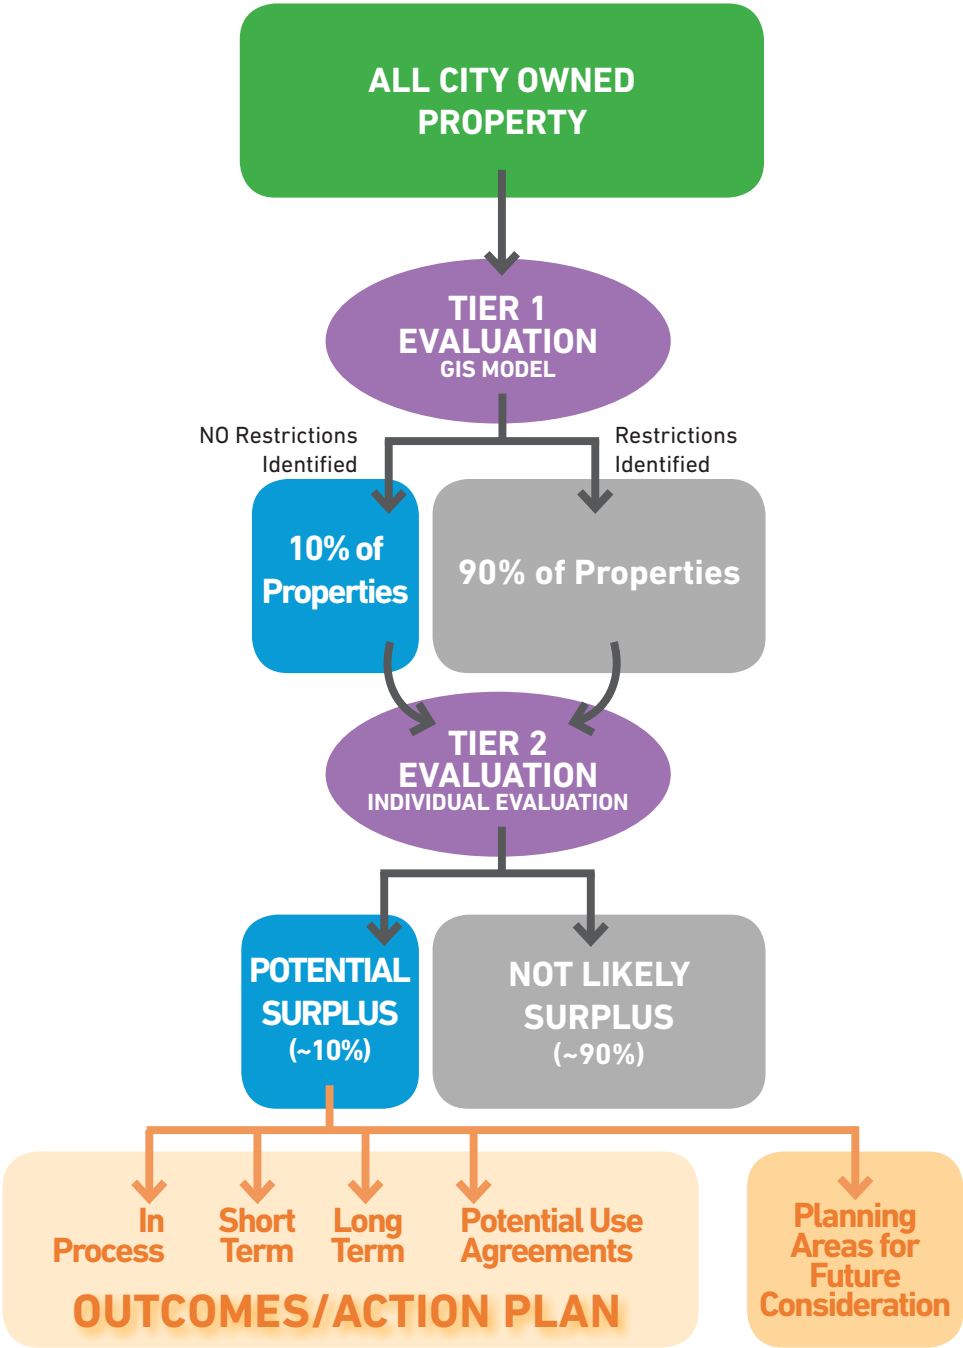 ALL CITY OWNED
PROPERTY
TIER 1
EVALUATION
GIS MODEL
NO Restrictions
Identified
Restrictions
Identified
10% of
Properties
90% of Properties
TIER 2
EVALUATION
INDIVIDUAL EVALUATION
POTENTIAL
SURPLUS
(~10%)
NOT LIKELY
SURPLUS
(~90%)
In
Process
Short
Term
Long
Term
Potential Use
Agreements
OUTCOMES/ACTION PLAN
Planning
Areas for
Future
Consideration